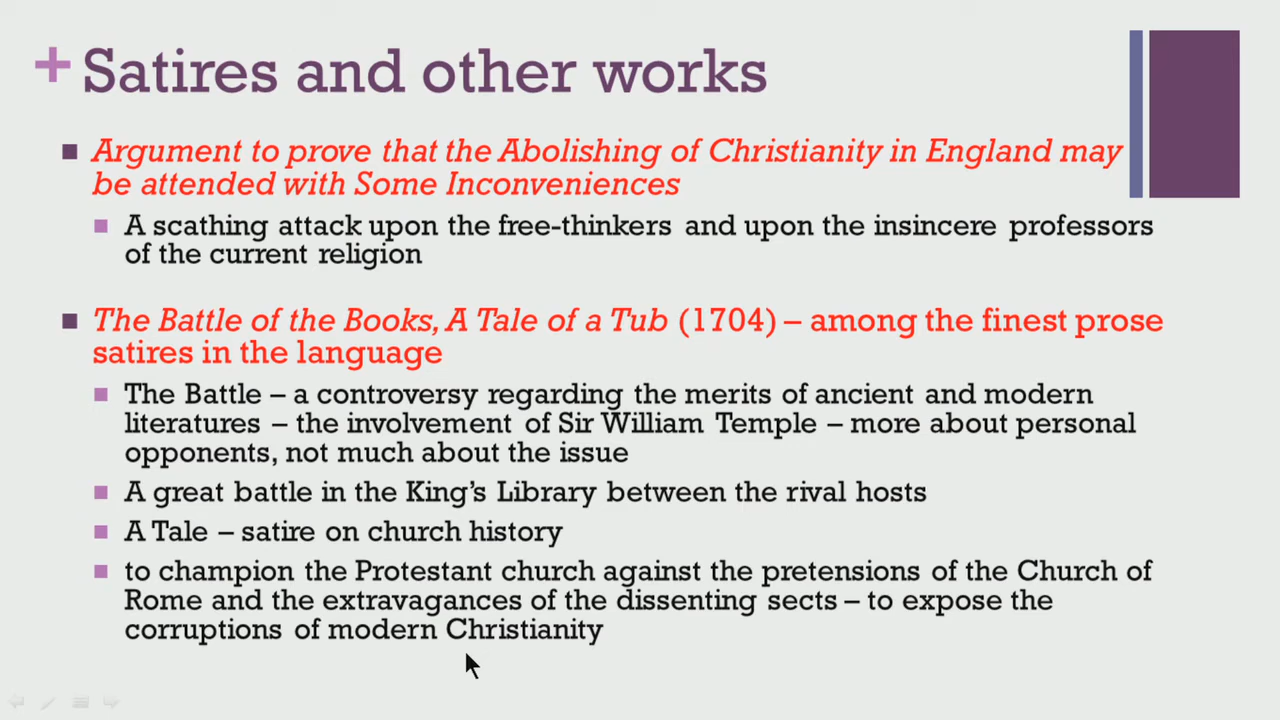 + Satires and other works
Argument to prove that the Abolishing of Christianity in England may
be attended with Some Inconveniences
A scathing attack upon the free-thinkers and upon the insincere professors
of the current religion
The Battle of the Books, A Tale of a Tub (1704) – among the finest prose
satires in the language
The Battle – a controversy regarding the merits of ancient and modern
literatures – the involvement of Sir William Temple – more about personal
opponents, not much about the issue
A great battle in the King's Library between the rival hosts
A Tale – satire on church history
to champion the Protestant church against the pretensions of the Church of
Rome and the extravagances of the dissenting sects – to expose the
corruptions of modern Christianity